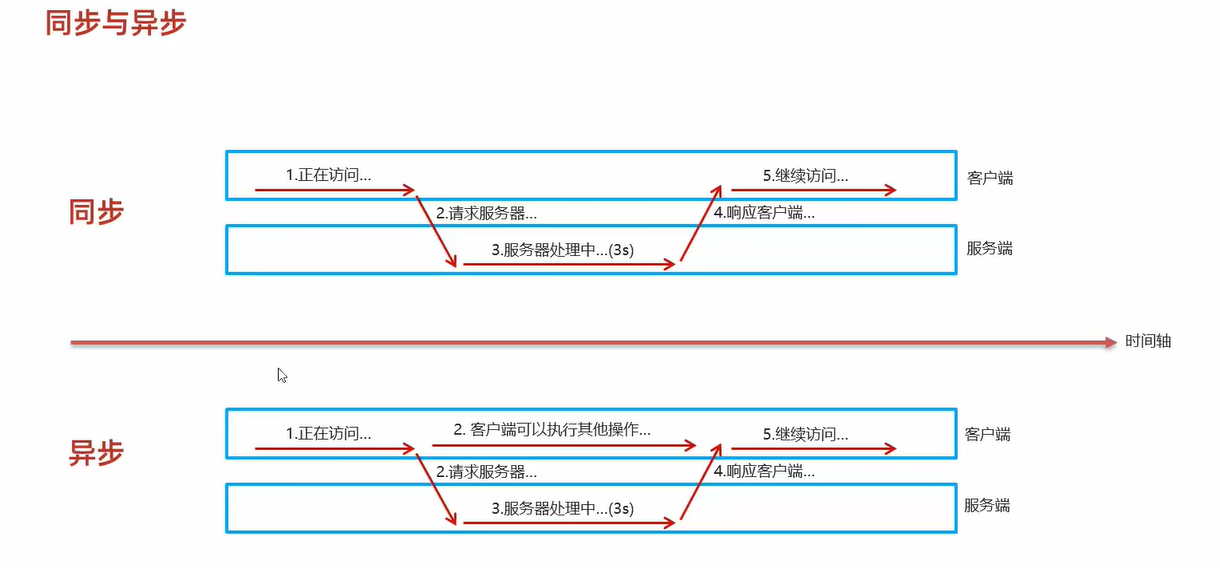 同步与异步
1.正在访问...
5.继续访问...
客户端
同步
2.请求服务器...
4.响应客户端...
3.服务器处理中...(3s)
服务端
时间轴
1.正在访问...
2. 客户端可以执行其他操作...
5.继续访问...
客户端
异步
2.请求服务器...
4.响应客户端...
3.服务器处理中...(3s)
服务端